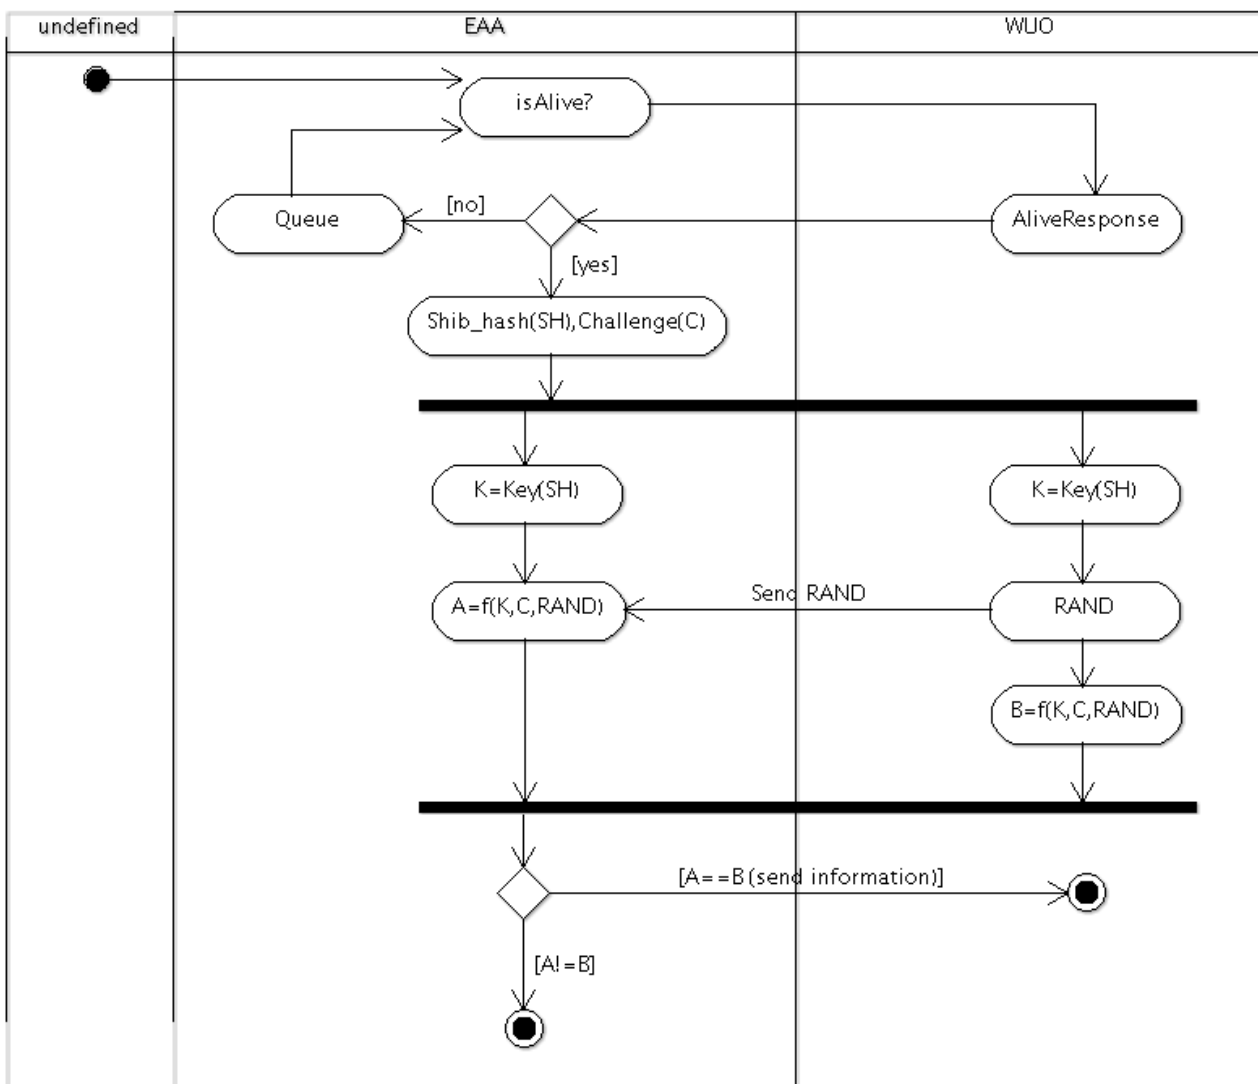 undefined
EAA
WUO
isAlive?
Queue
[no]
AliveResponse
[yes]
Shib_hash(SH),Challenge(C)
K=Key(SH)
K=Key(SH)
A=f(K,C,RAND)
Send RAND
RAND
B=f(K,C,RAND)
[A==B(send information)]
[A!=B]